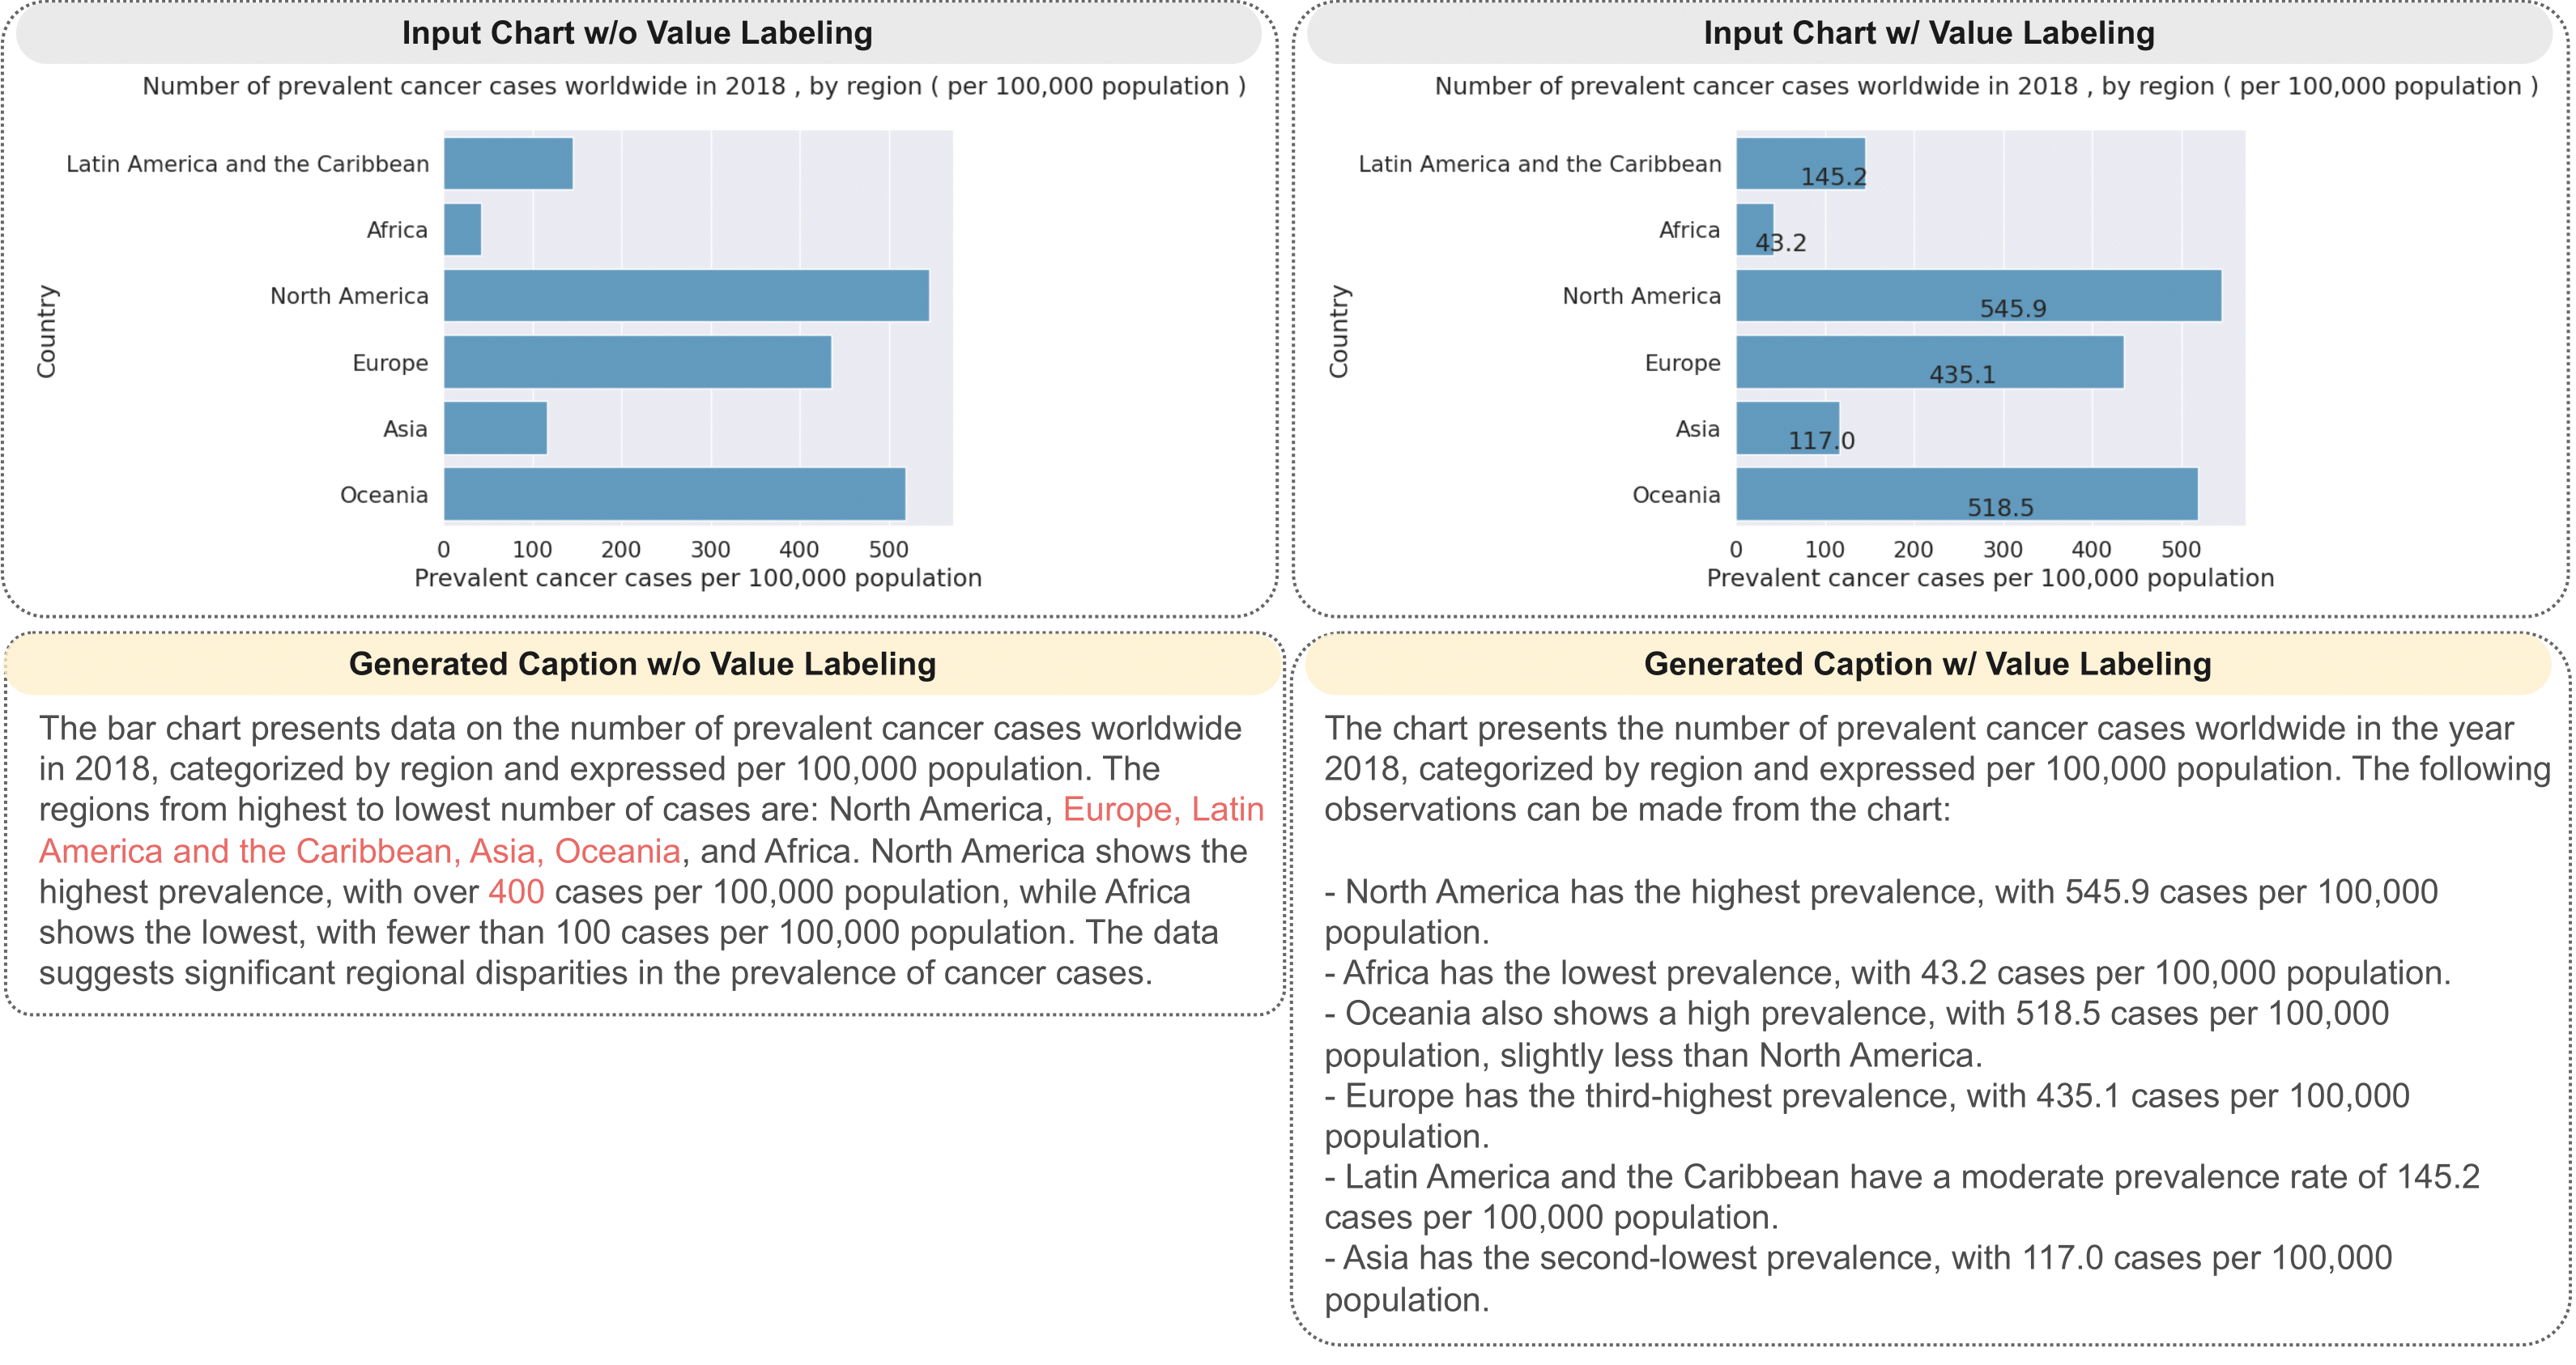 Input Chart w/o Value Labeling
Number of prevalent cancer cases worldwide in 2018 , by region ( per 100,000 population )
Latin America and the Caribbean
Africa
North America
Europe
Asia
Oceania
Country
0 100 200 300 400 500
Prevalent cancer cases per 100,000 population
Input Chart w/ Value Labeling
Number of prevalent cancer cases worldwide in 2018 , by region ( per 100,000 population )
Latin America and the Caribbean 145.2
Africa 43.2
North America 545.9
Europe 435.1
Asia 117.0
Oceania 518.5
Country
0 100 200 300 400 500
Prevalent cancer cases per 100,000 population
Generated Caption w/o Value Labeling
The bar chart presents data on the number of prevalent cancer cases worldwide
in 2018, categorized by region and expressed per 100,000 population. The
regions from highest to lowest number of cases are: North America, Europe, Latin
America and the Caribbean, Asia, Oceania, and Africa. North America shows the
highest prevalence, with over 400 cases per 100,000 population, while Africa
shows the lowest, with fewer than 100 cases per 100,000 population. The data
suggests significant regional disparities in the prevalence of cancer cases.
Generated Caption w/ Value Labeling
The chart presents the number of prevalent cancer cases worldwide in the year
2018, categorized by region and expressed per 100,000 population. The following
observations can be made from the chart:
- North America has the highest prevalence, with 545.9 cases per 100,000
population.
- Africa has the lowest prevalence, with 43.2 cases per 100,000 population.
- Oceania also shows a high prevalence, with 518.5 cases per 100,000
population, slightly less than North America.
- Europe has the third-highest prevalence, with 435.1 cases per 100,000
population.
- Latin America and the Caribbean have a moderate prevalence rate of 145.2
cases per 100,000 population.
- Asia has the second-lowest prevalence, with 117.0 cases per 100,000
population.